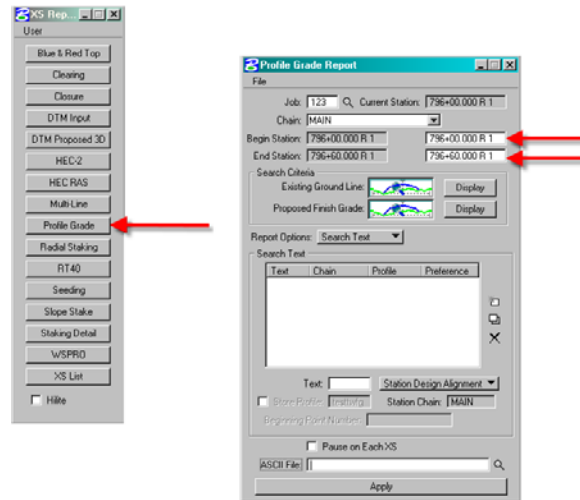 XS Rep...
User
Blue & Red Top
Clearing
Closure
DTM Input
DTM Proposed 3D
HEC-2
HEC RAS
Multi-Line
Profile Grade
Radial Staking
RT40
Seeding
Slope Stake
Staking Detail
WSPRO
XS List
Hilite
Profile Grade Report
File
Job: 123 Current Station: 796+00.000 R 1
Chain: MAIN
Begin Station: 796+00.000 R 1 796+00.000 R 1
End Station: 796+60.000 R 1 796+60.000 R 1
Search Criteria
Existing Ground Line: Display
Proposed Finish Grade: Display
Report Options: Search Text
Search Text
Text Chain Profile Preference
Text: Station Design Alignment
Store Profile: Station Chain: MAIN
Beginning Point Number:
Pause on Each XS
ASCII File:
Apply